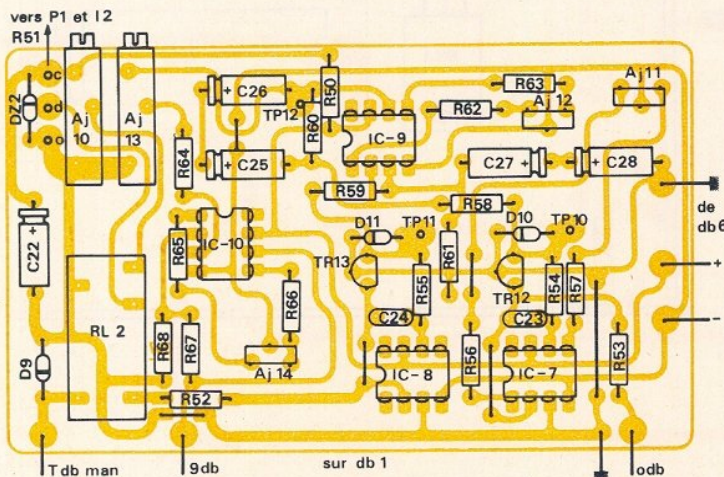 vers P1 et I2
R51
c
d
o
DZ2
Aj 10
Aj 13
C26
TP12
R50
R60
IC-9
R63
R62
Aj 12
Aj 11
R64
+ C25
C27 +
+ C28
R59
R58
de db6
C22
+
R65
IC-10
D11
TP11
D10
TP10
TR13
R61
TR12
R55
R54
R57
+
-
RL 2
R66
C24
C23
R68
R67
Aj 14
R56
R53
D9
IC-8
IC-7
R52
T db man
9db
sur db 1
odb